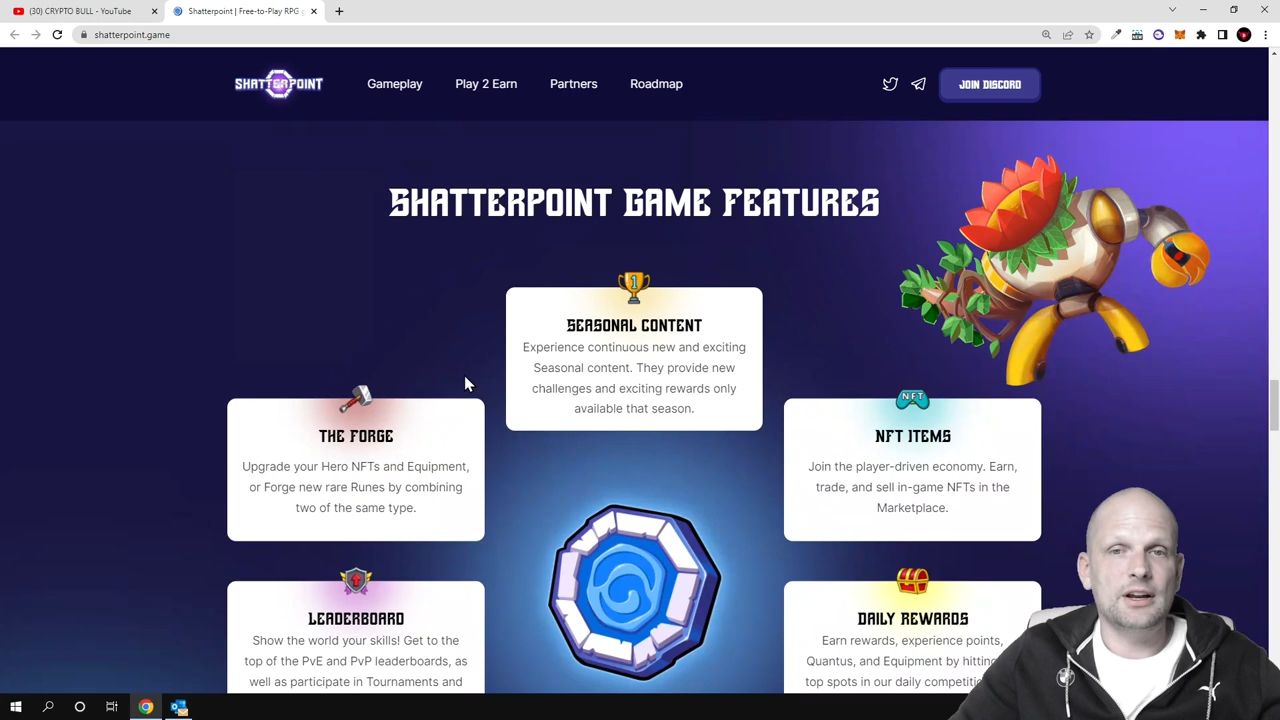 (30) CRYPTO BULL - YouTube
Shatterpoint | Free-to-Play RPG
shatterpoint.game
SHATTERPOINT
Gameplay
Play 2 Earn
Partners
Roadmap
JOIN DISCORD
SHATTERPOINT GAME FEATURES
1
SEASONAL CONTENT
Experience continuous new and exciting
Seasonal content. They provide new
challenges and exciting rewards only
available that season.
THE FORGE
Upgrade your Hero NFTs and Equipment,
or Forge new rare Runes by combining
two of the same type.
NFT
NFT ITEMS
Join the player-driven economy. Earn,
trade, and sell in-game NFTs in the
Marketplace.
LEADERBOARD
Show the world your skills! Get to the
top of the PvE and PvP leaderboards, as
well as participate in Tournaments and
DAILY REWARDS
Earn rewards, experience points,
Quantus, and Equipment by hitting
top spots in our daily